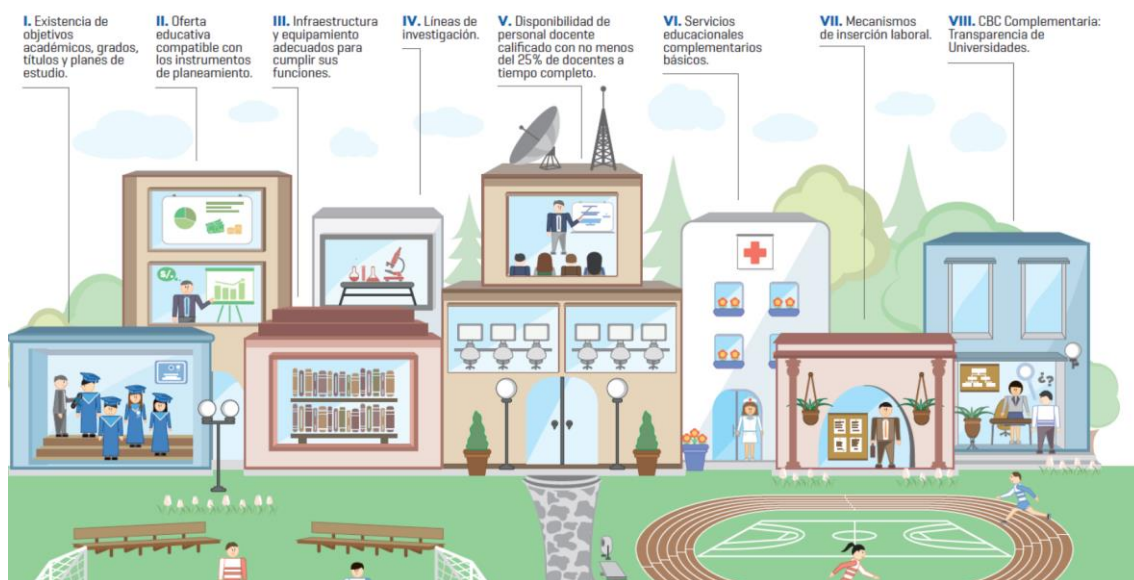 I. Existencia de
objetivos
académicos, grados,
títulos y planes de
estudio.
II. Oferta
educativa
compatible con
los instrumentos
de planeamiento.
III. Infraestructura
y equipamiento
adecuados para
cumplir sus
funciones.
IV. Líneas de
investigación.
V. Disponibilidad de
personal docente
calificado con no menos
del 25% de docentes a
tiempo completo.
VI. Servicios
educacionales
complementarios
básicos.
VII. Mecanismos
de inserción laboral.
VIII. CBC Complementaria:
Transparencia de
Universidades.
¿?